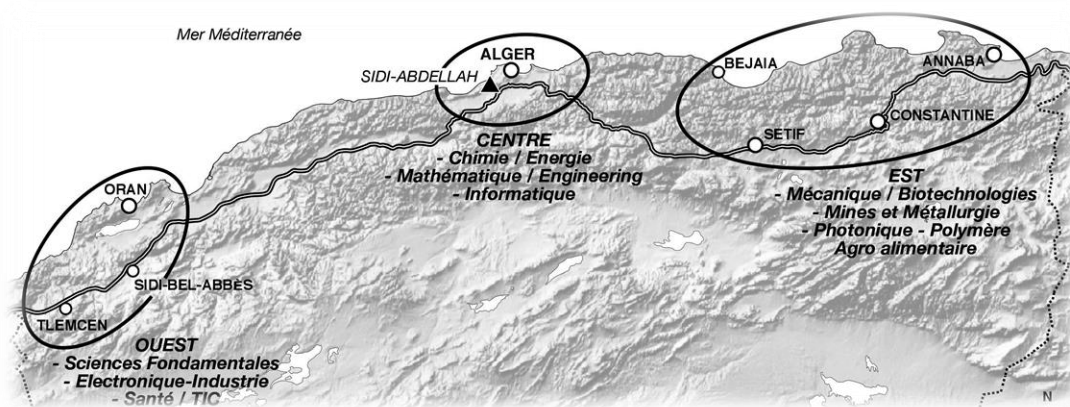 Mer Méditerranée
ALGER
SIDI-ABDELLAH
BEJAIA
ANNABA
CONSTANTINE
SETIF
CENTRE
- Chimie / Energie
- Mathématique / Engineering
- Informatique
EST
- Mécanique / Biotechnologies
- Mines et Métallurgie
- Photonique - Polymère
Agro alimentaire
ORAN
SIDI-BEL-ABBÈS
TLEMCEN
OUEST
- Sciences Fondamentales
- Electronique-Industrie
- Santé / TIC
N